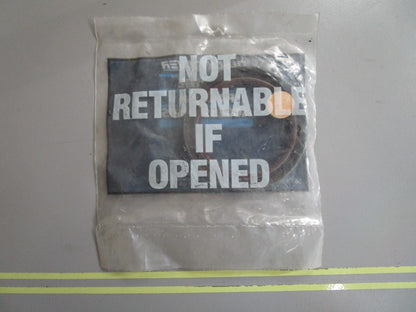 NOT
RETURNABLE
IF
OPENED